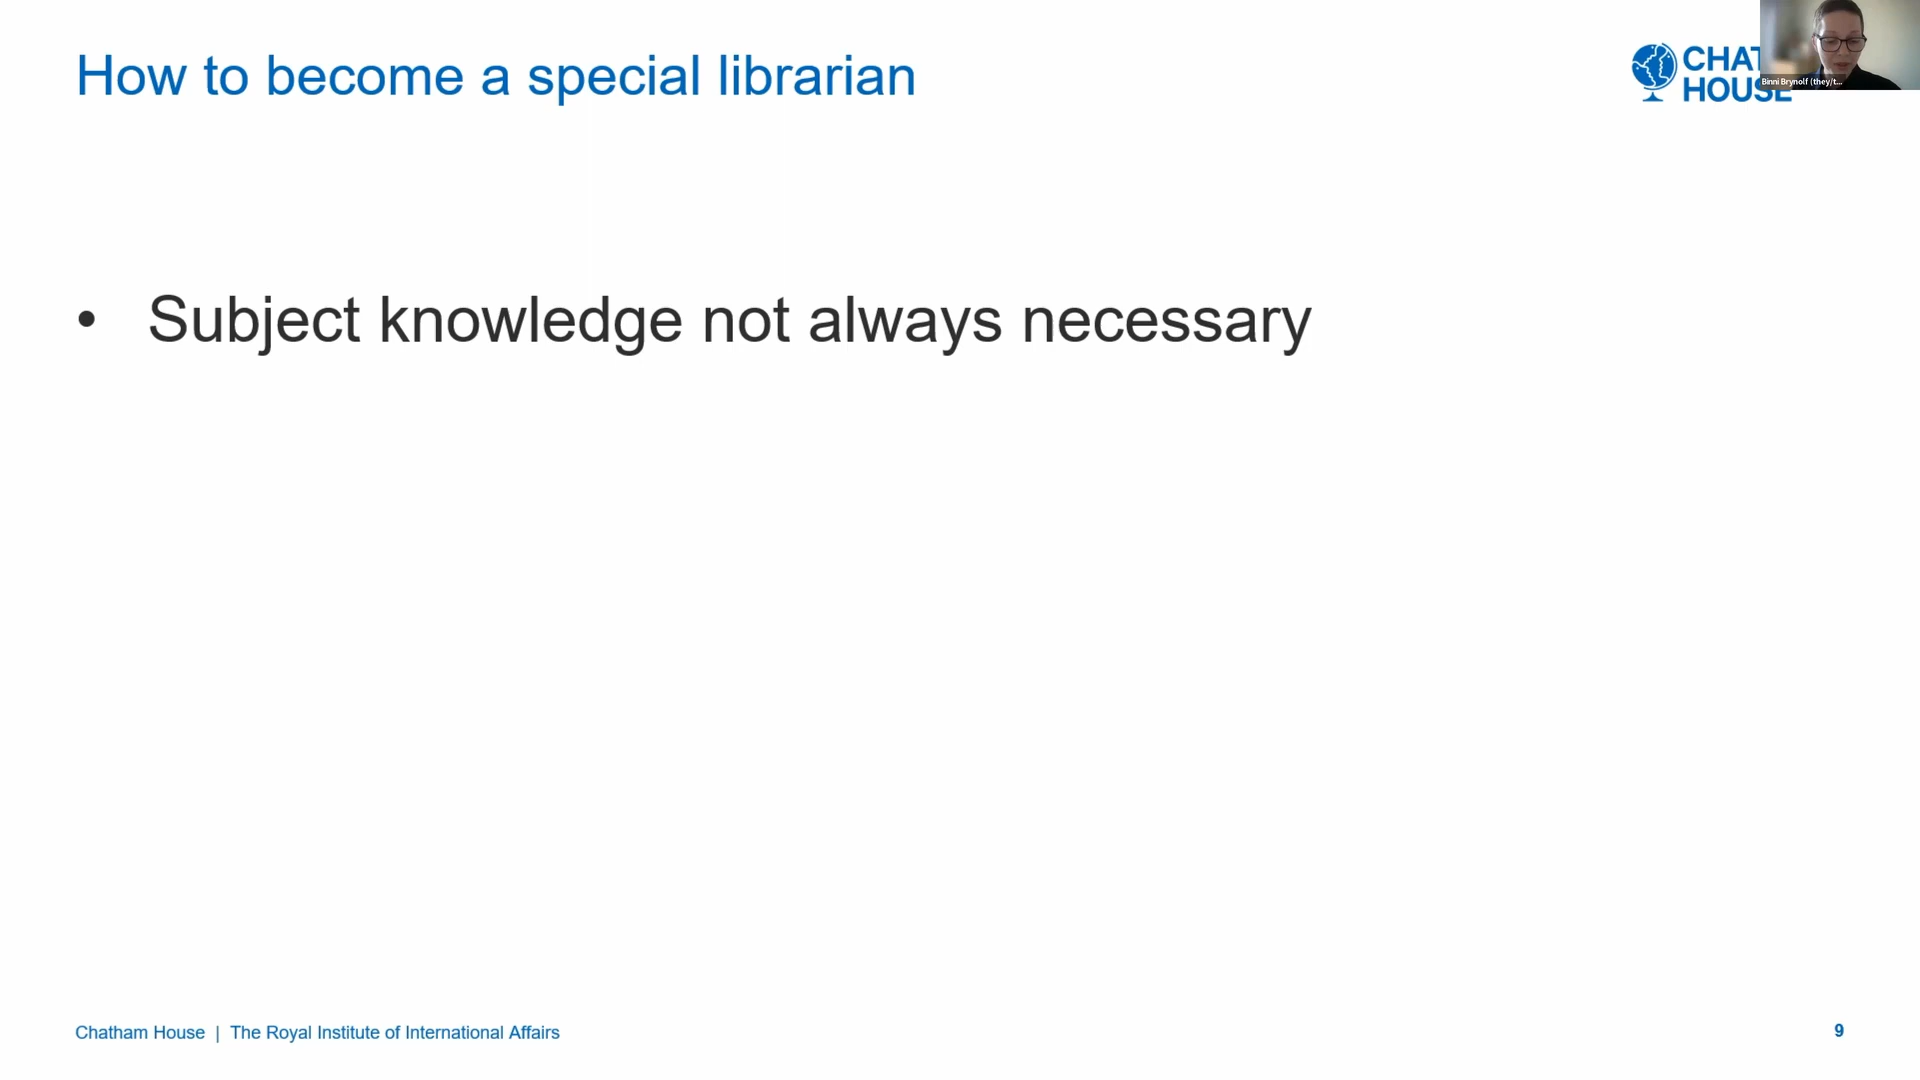 How to become a special librarian
CHAT
HOUSE
Binni Brynolf (they/t...
• Subject knowledge not always necessary
Chatham House | The Royal Institute of International Affairs
9